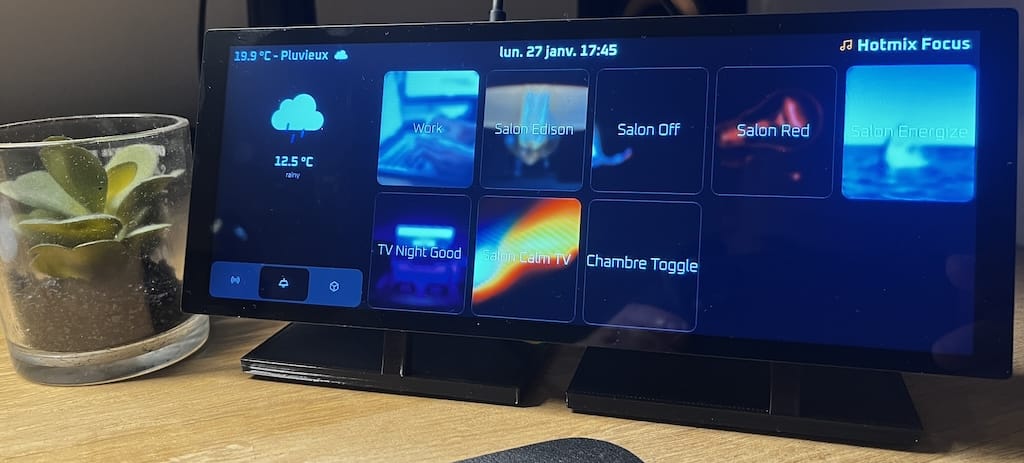 19.9 °C - Pluvieux
lun. 27 janv. 17:45
Hotmix Focus
12.5 °C
rainy
Work
Salon Edison
Salon Off
Salon Red
Salon Energize
TV Night Good
Salon Calm TV
Chambre Toggle